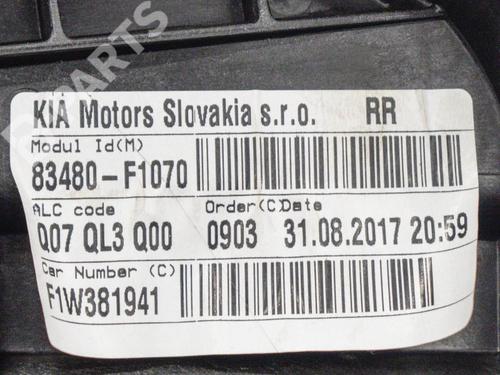 KIA Motors Slovakia s.r.o. RR
Modul Id(M)
83480-F1070
ALC code Order(C)Date
Q07 QL3 Q00 0903 31.08.2017 20:59
Car Number (C)
F1W381941